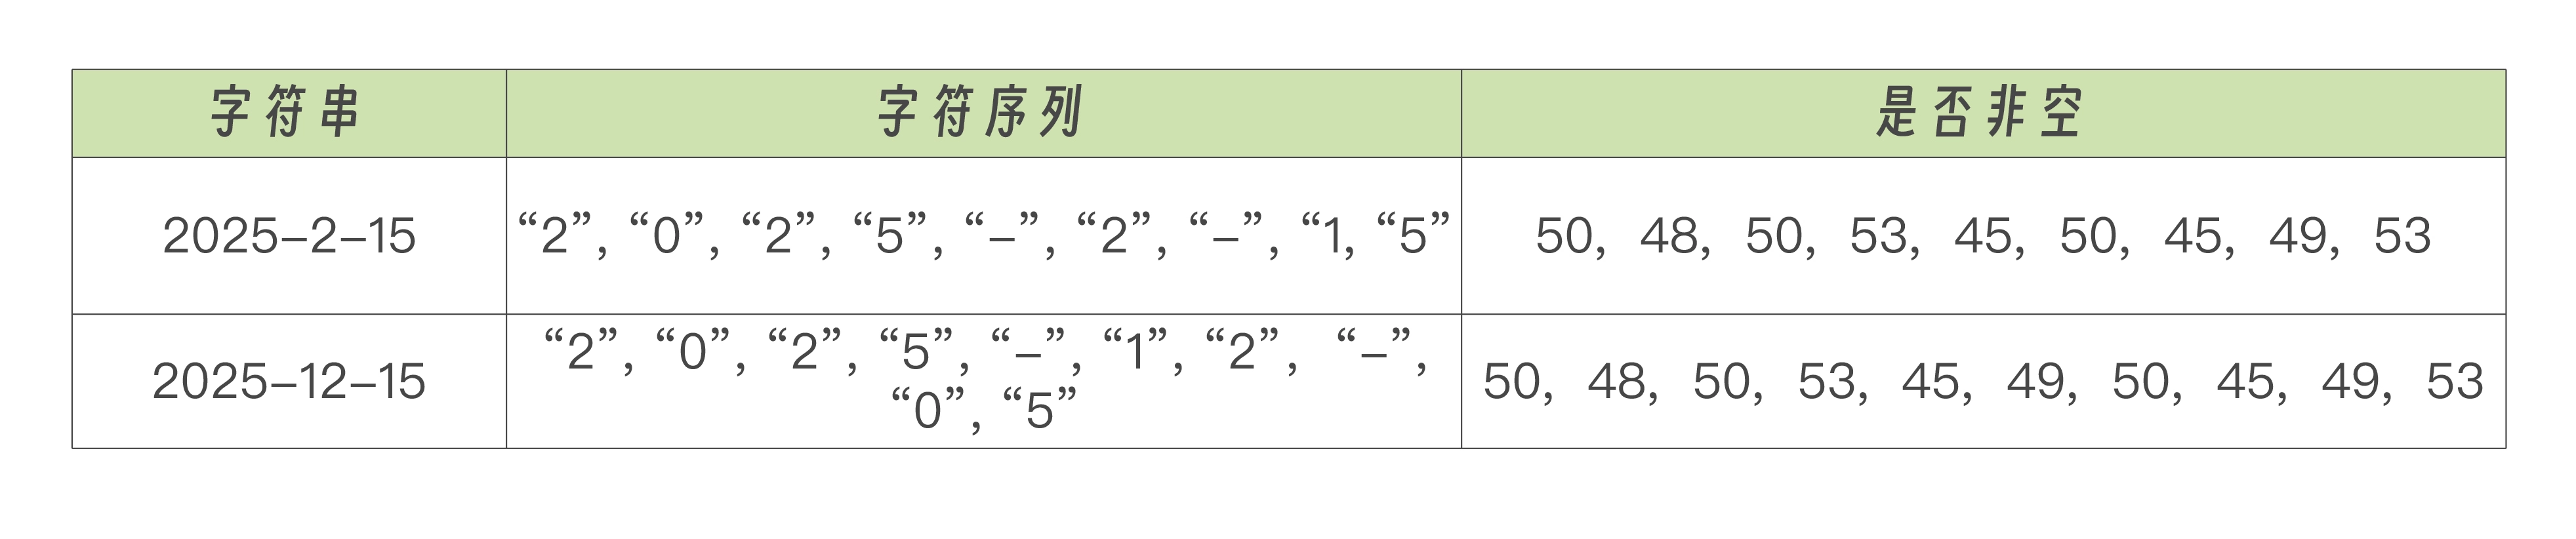 字符串 字符序列 是否非空
2025-2-15 “2”, “0”, “2”, “5”, “-”, “2”, “-”, “1, “5” 50, 48, 50, 53, 45, 50, 45, 49, 53
2025-12-15 “2”, “0”, “2”, “5”, “-”, “1”, “2”, “-”,
“0”, “5”
50, 48, 50, 53, 45, 49, 50, 45, 49, 53